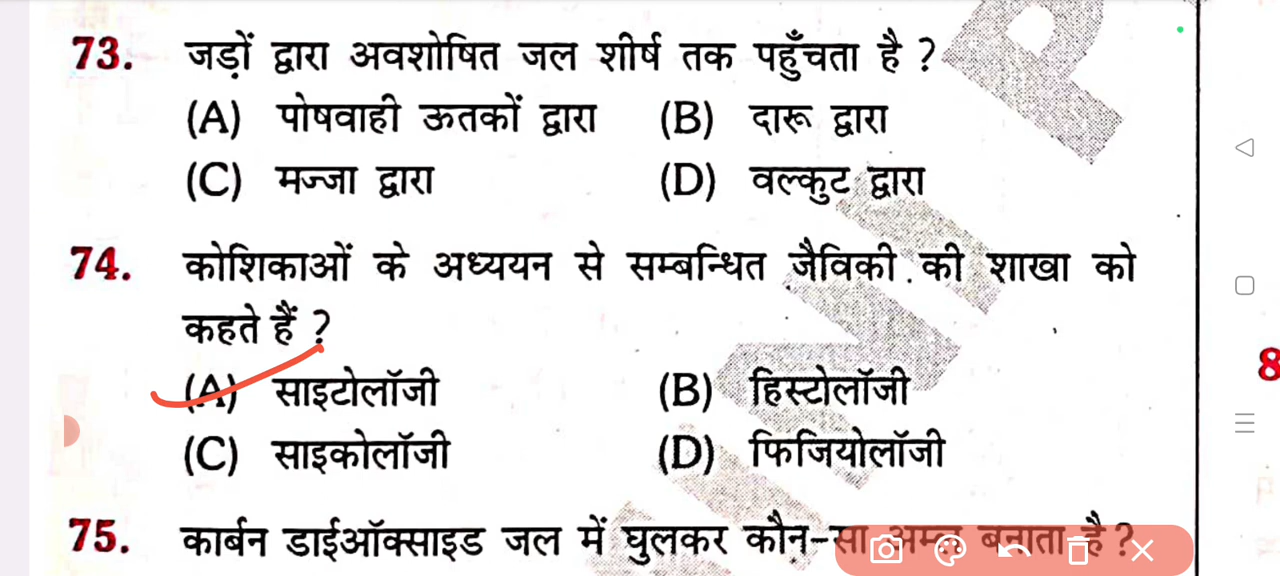 73. जड़ों द्वारा अवशोषित जल शीर्ष तक पहुँचता है ?
(A) पोषवाही ऊतकों द्वारा (B) दारू द्वारा
(C) मज्जा द्वारा (D) वल्कुट द्वारा
74. कोशिकाओं के अध्ययन से सम्बन्धित जैविकी की शाखा को
कहते हैं ?
(A) साइटोलॉजी (B) हिस्टोलॉजी
(C) साइकोलॉजी (D) फिजियोलॉजी
75. कार्बन डाईऑक्साइड जल में घुलकर कौन-सा अम्ल बनाता है ?
8